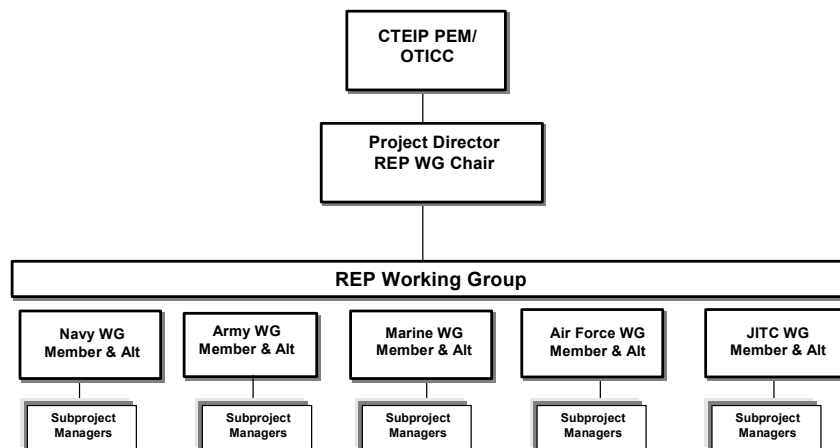 CTEIP PEM/
OTICC
Project Director
REP WG Chair
REP Working Group
Navy WG
Member & Alt
Army WG
Member & Alt
Marine WG
Member & Alt
Air Force WG
Member & Alt
JITC WG
Member & Alt
Subproject
Managers
Subproject
Managers
Subproject
Managers
Subproject
Managers
Subproject
Managers